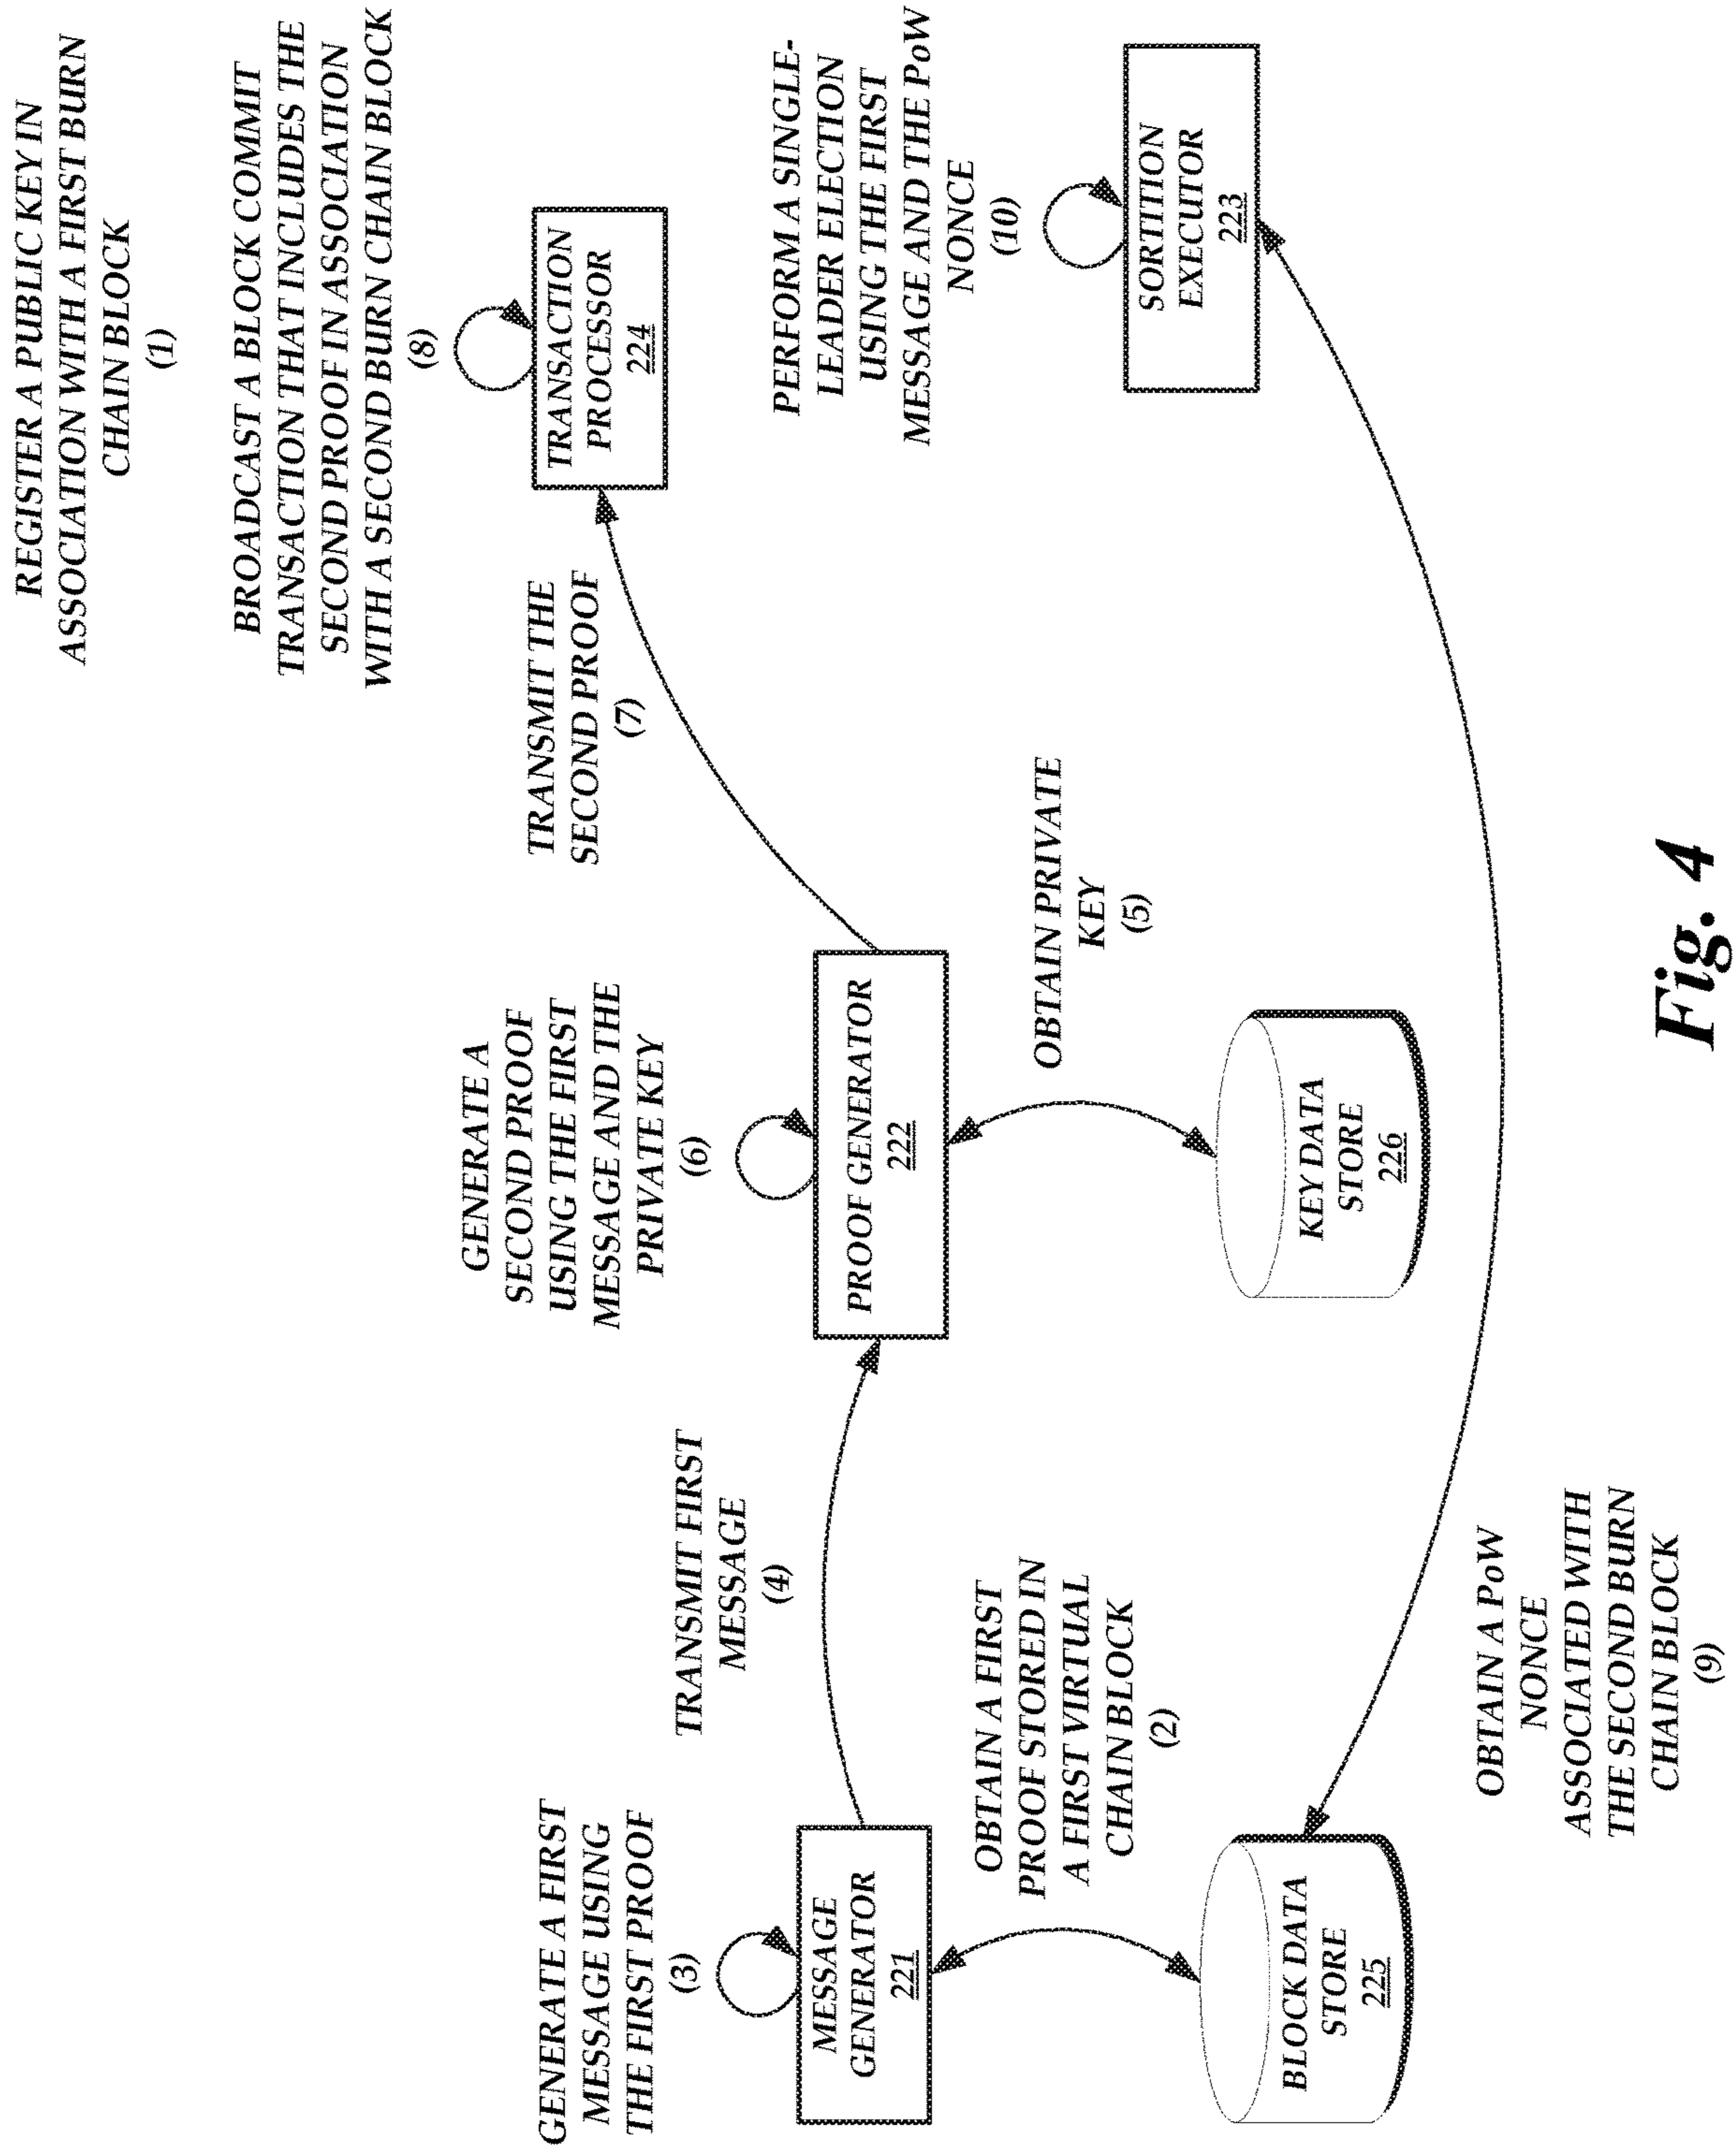 REGISTER A PUBLIC KEY IN
ASSOCIATION WITH A FIRST BURN
CHAIN BLOCK
(1)
BROADCAST A BLOCK COMMIT
TRANSACTION THAT INCLUDES THE
SECOND PROOF IN ASSOCIATION
WITH A SECOND BURN CHAIN BLOCK
(8)
TRANSACTION
PROCESSOR
224
TRANSMIT THE
SECOND PROOF
(7)
GENERATE A
SECOND PROOF
USING THE FIRST
MESSAGE AND THE
PRIVATE KEY
(6)
GENERATE A FIRST
MESSAGE USING
THE FIRST PROOF
(3)
TRANSMIT FIRST
MESSAGE
(4)
MESSAGE
GENERATOR
221
PROOF GENERATOR
222
PERFORM A SINGLE-
LEADER ELECTION
USING THE FIRST
MESSAGE AND THE PoW
NONCE
(10)
OBTAIN A FIRST
PROOF STORED IN
A FIRST VIRTUAL
CHAIN BLOCK
(2)
OBTAIN PRIVATE
KEY
(5)
SORTITION
EXECUTOR
223
BLOCK DATA
STORE
225
KEY DATA
STORE
226
OBTAIN A PoW
NONCE
ASSOCIATED WITH
THE SECOND BURN
CHAIN BLOCK
(9)
Fig. 4